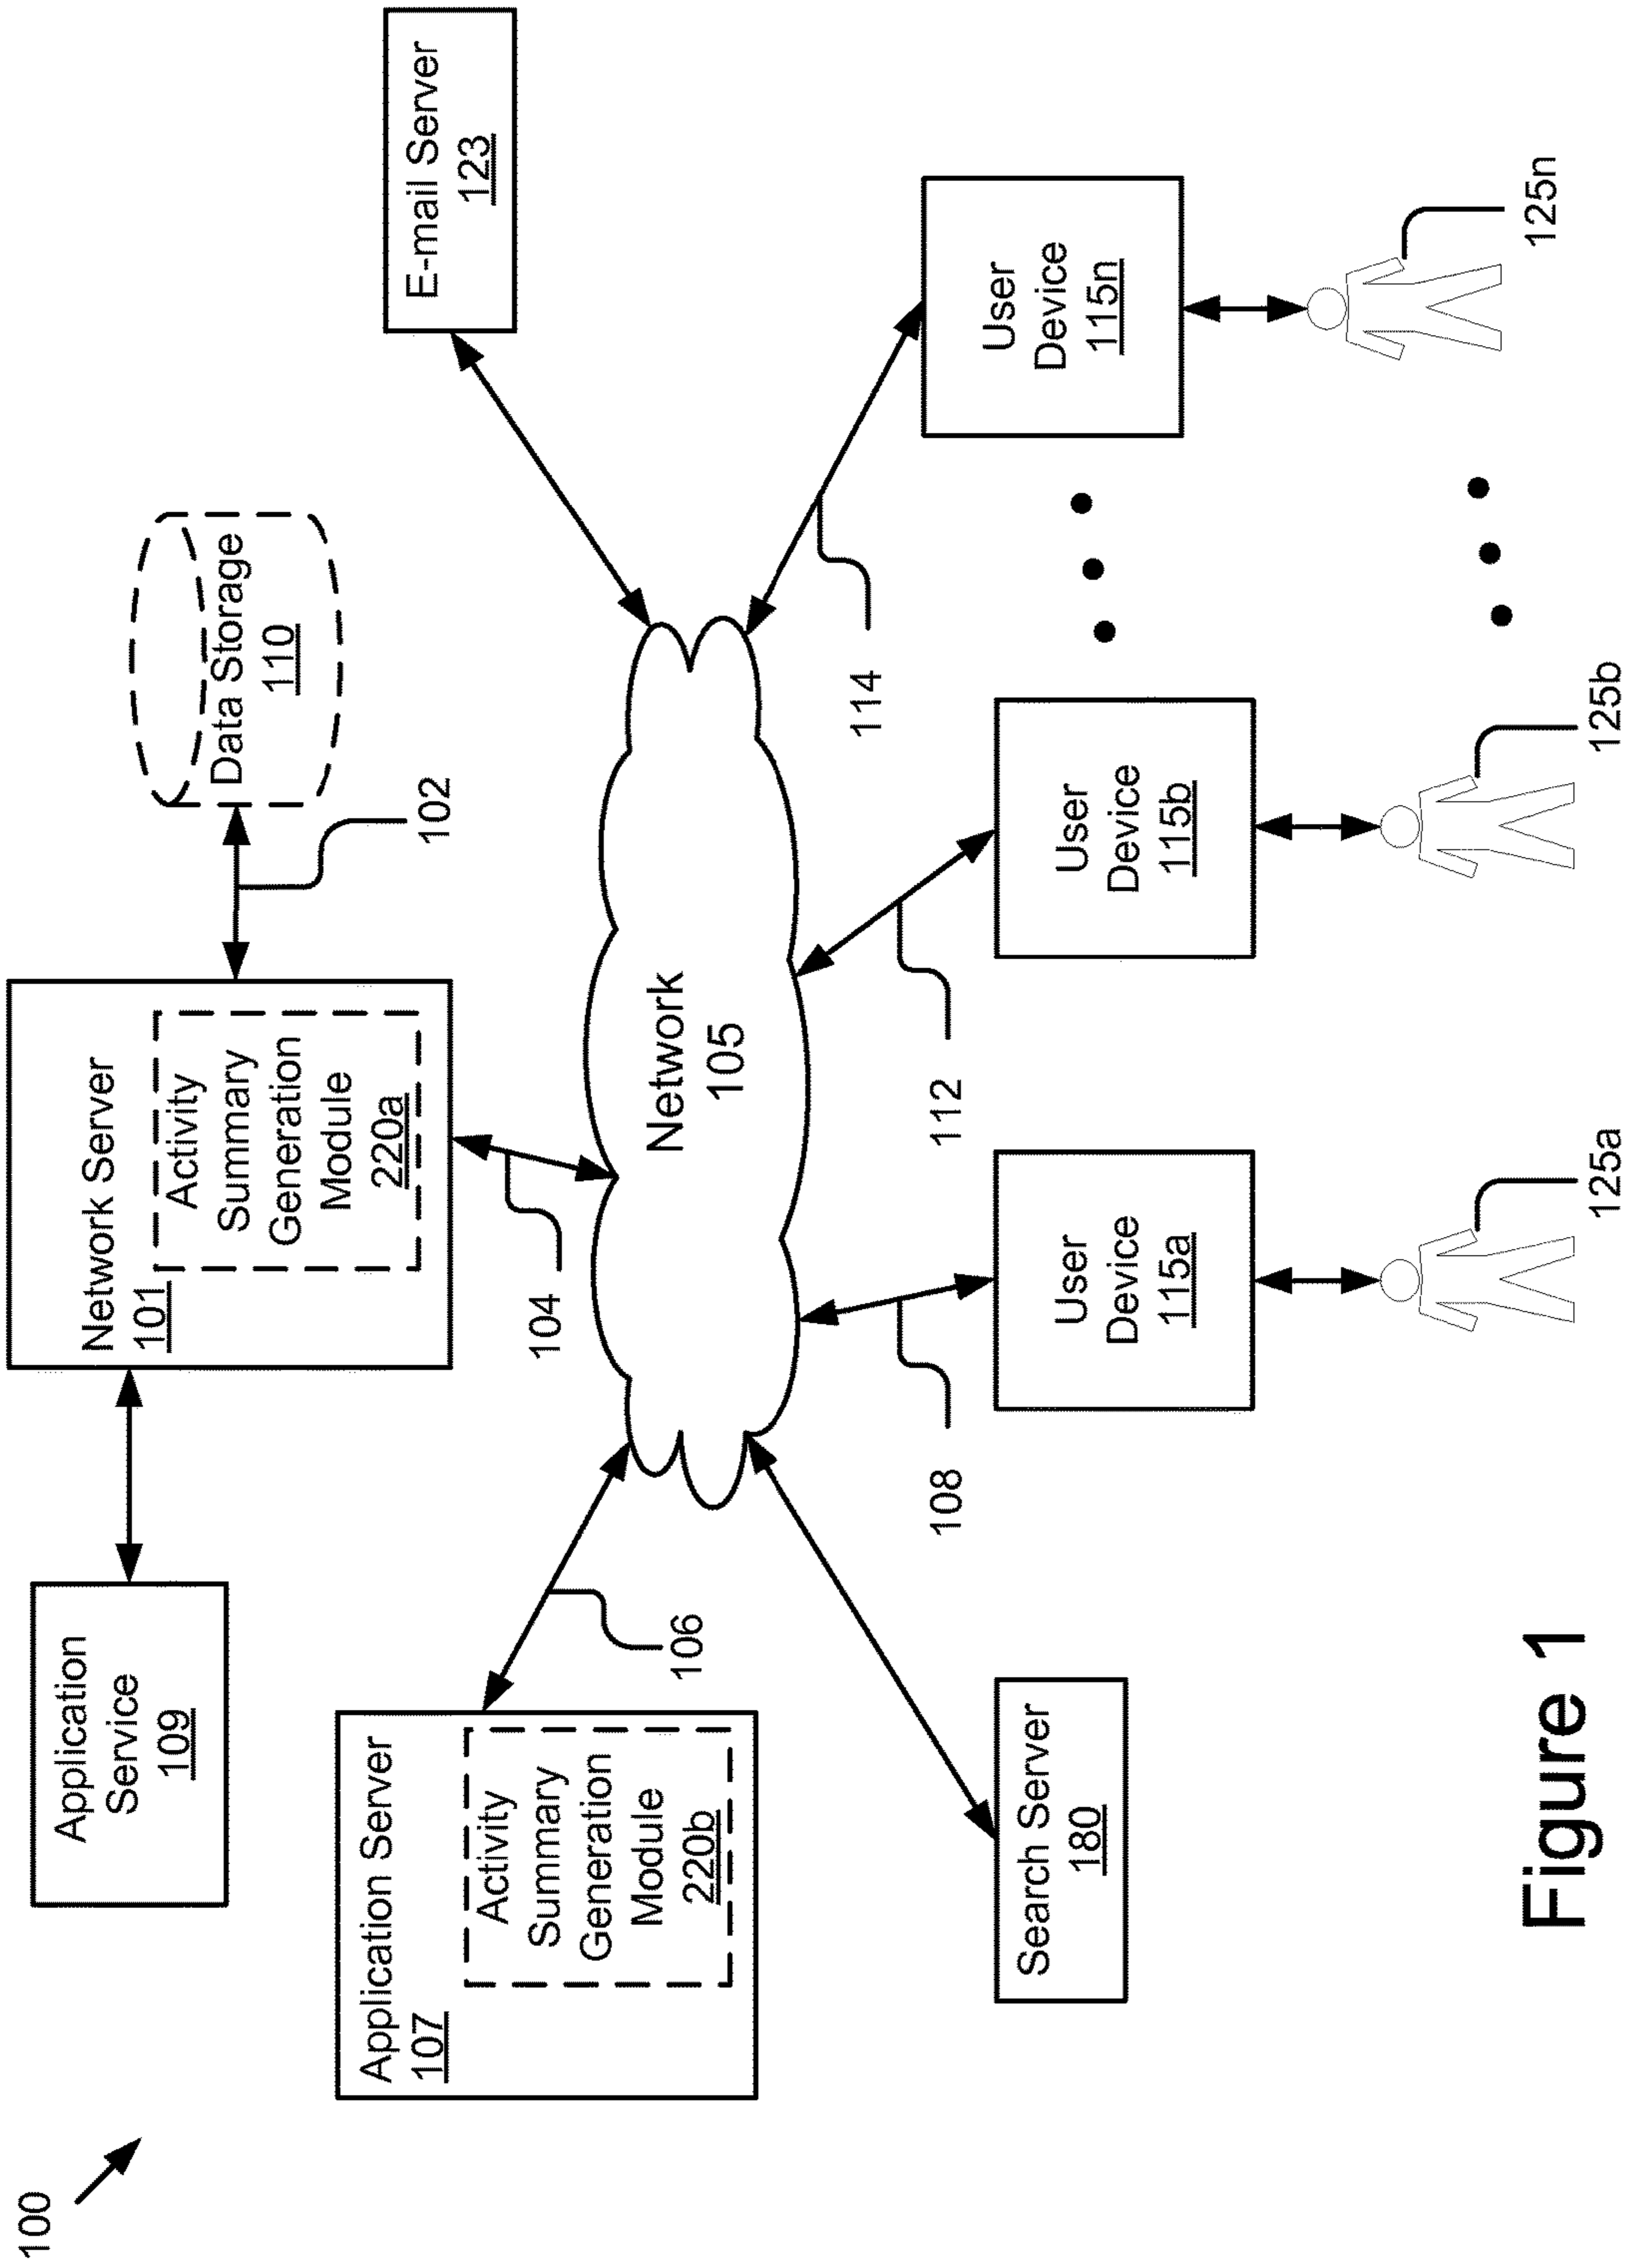 100
Application
Service
109
Network Server
101
Activity
Summary
Generation
Module
220a
102
Data Storage
110
E-mail Server
123
Application Server
107
Activity
Summary
Generation
Module
220b
106
104
Network
105
114
Search Server
180
108
User
Device
115a
112
User
Device
115b
User
Device
115n
125a
125b
125n
Figure 1